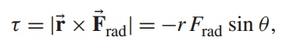 τ = |r⃗ × F⃗rad| = −r Frad sin θ,